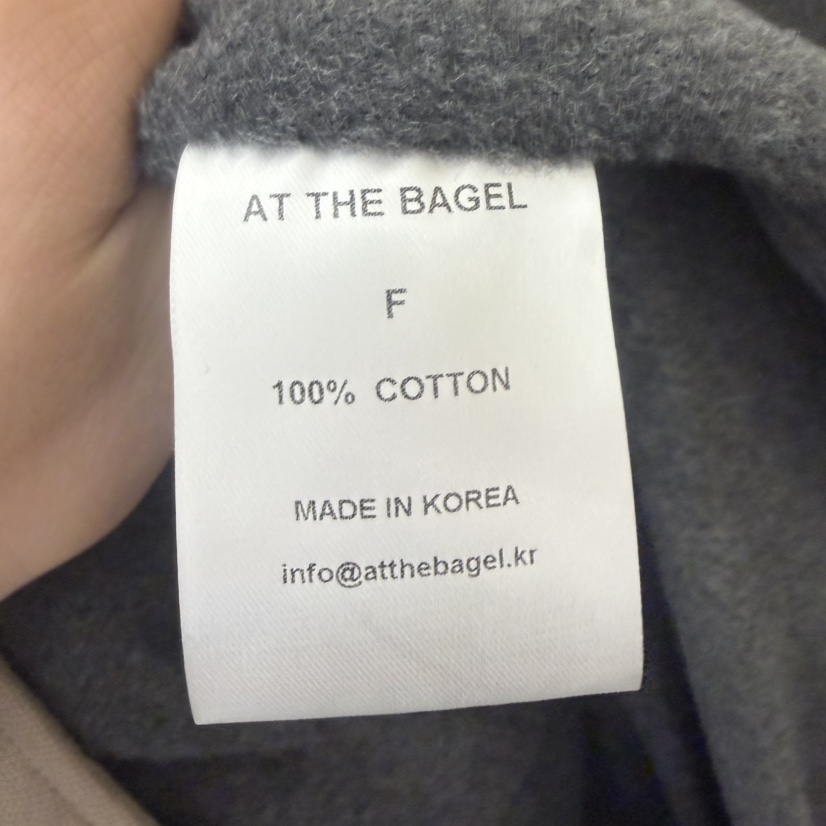 AT THE BAGEL
F
100% COTTON
MADE IN KOREA
info@atthebagel.kr